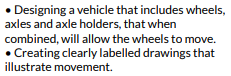 • Designing a vehicle that includes wheels,
axles and axle holders, that when
combined, will allow the wheels to move.
• Creating clearly labelled drawings that
illustrate movement.